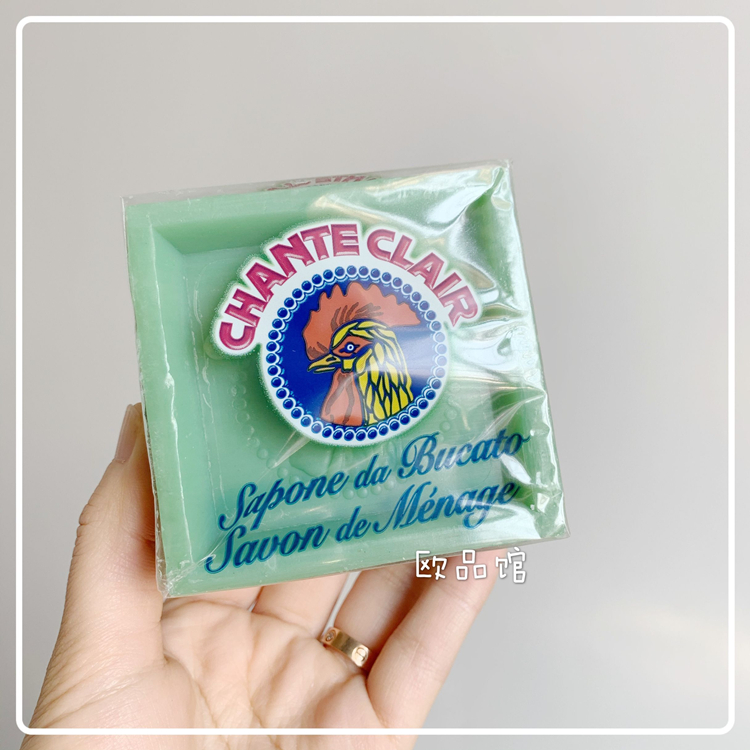 CHANTE CLAIR
Sapone da Bucato
Savon de Ménage
欧品馆